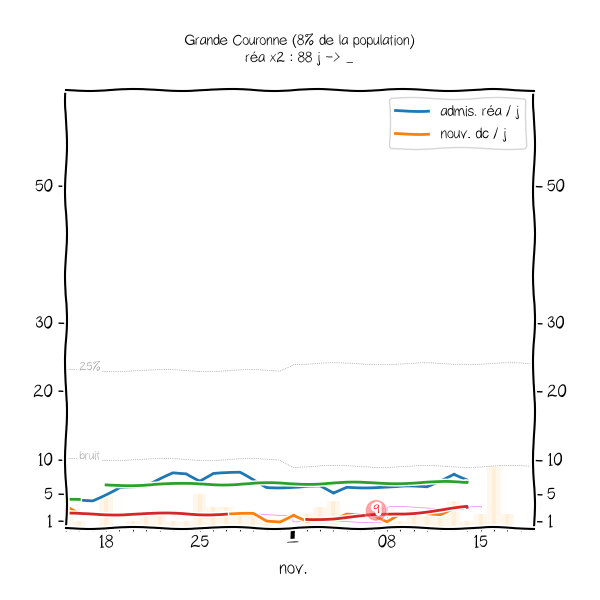 Grande Couronne (8% de la population)
réa x2 : 88 j -> _
admis. réa / j
nouv. dc / j
50 50
30 30
25%
20 20
bruit
10 10
5 5
9
1 1
18 25 1 08 15
nov.